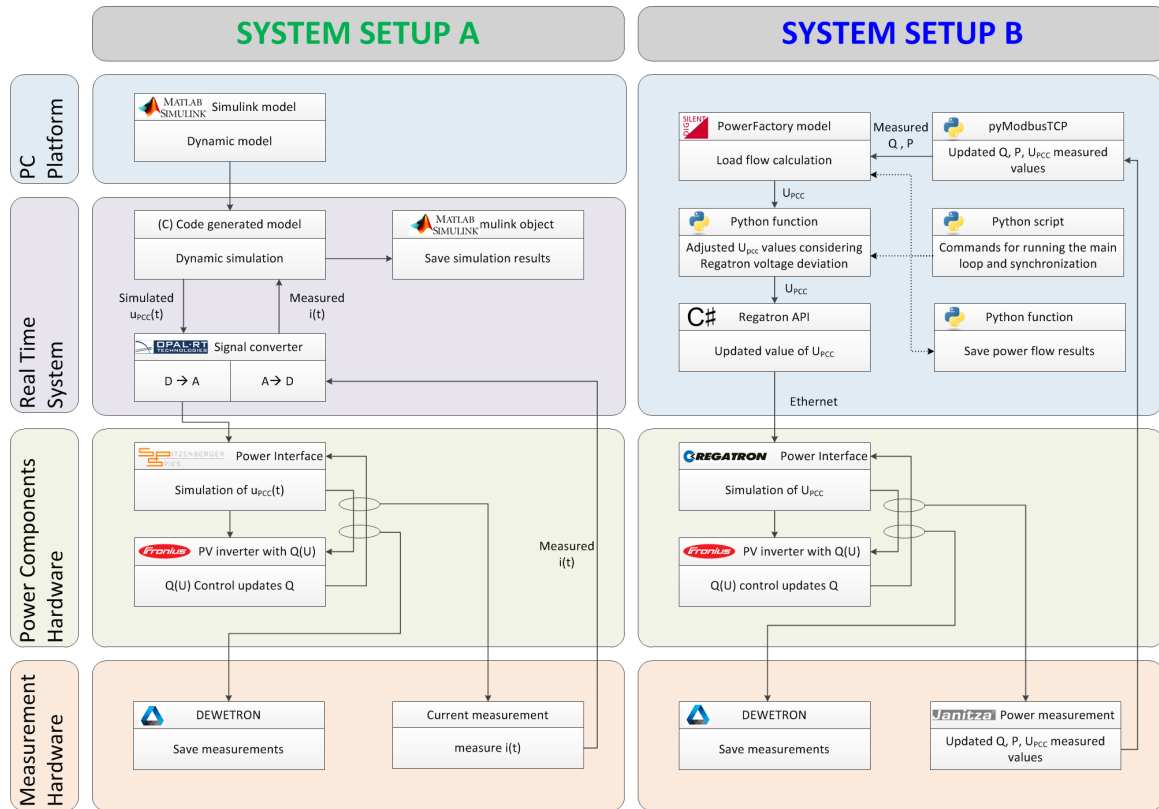 SYSTEM SETUP A
SYSTEM SETUP B
PC
Platform
MATLAB
SIMULINK
Simulink model
Dynamic model
DIG
SILENT
PowerFactory model
Load flow calculation
Measured
Q , P
pyModbusTCP
Updated Q, P, UPCC measured
values
Real Time
System
(C) Code generated model
Dynamic simulation
MATLAB
SIMULINK
mulink object
Save simulation results
Simulated
uPCC(t)
Measured
i(t)
OPAL-RT
TECHNOLOGIES
Signal converter
D → A
A → D
UPCC
Python function
Adjusted Upcc values considering
Regatron voltage deviation
Python script
Commands for running the main
loop and synchronization
UPCC
C#
Regatron API
Updated value of UPCC
Python function
Save power flow results
Ethernet
Power Components
Hardware
SPITZENBERGER
SPIES
Power Interface
Simulation of uPCC(t)
Fronius
PV inverter with Q(U)
Q(U) Control updates Q
Measured
i(t)
REGATRON
Power Interface
Simulation of UPCC
Fronius
PV inverter with Q(U)
Q(U) control updates Q
Measurement
Hardware
DEWETRON
Save measurements
Current measurement
measure i(t)
DEWETRON
Save measurements
Janitza
Power measurement
Updated Q, P, UPCC measured
values